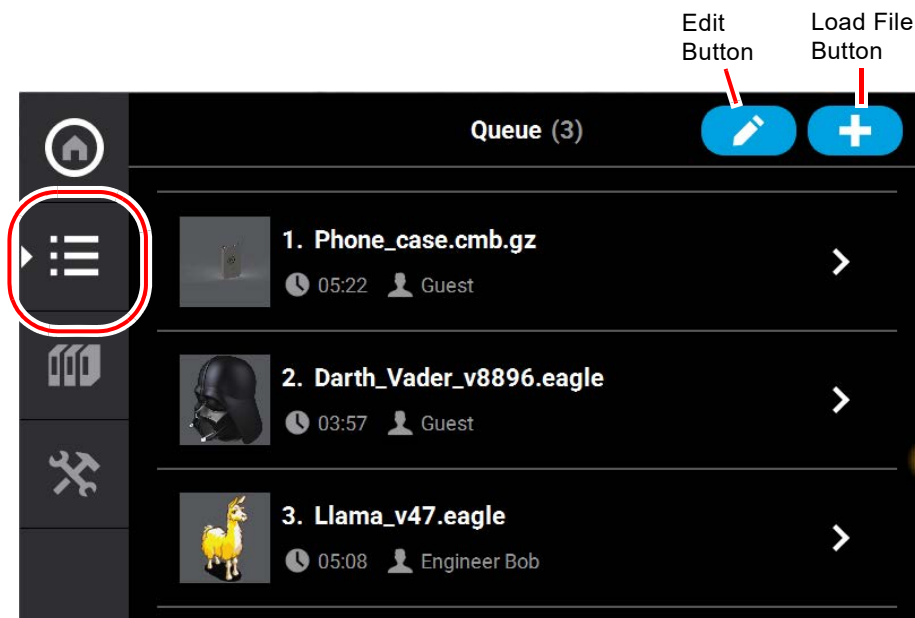 Edit
Button
Load File
Button
Queue (3)
1. Phone_case.cmb.gz
05:22 Guest
2. Darth_Vader_v8896.eagle
03:57 Guest
3. Llama_v47.eagle
05:08 Engineer Bob